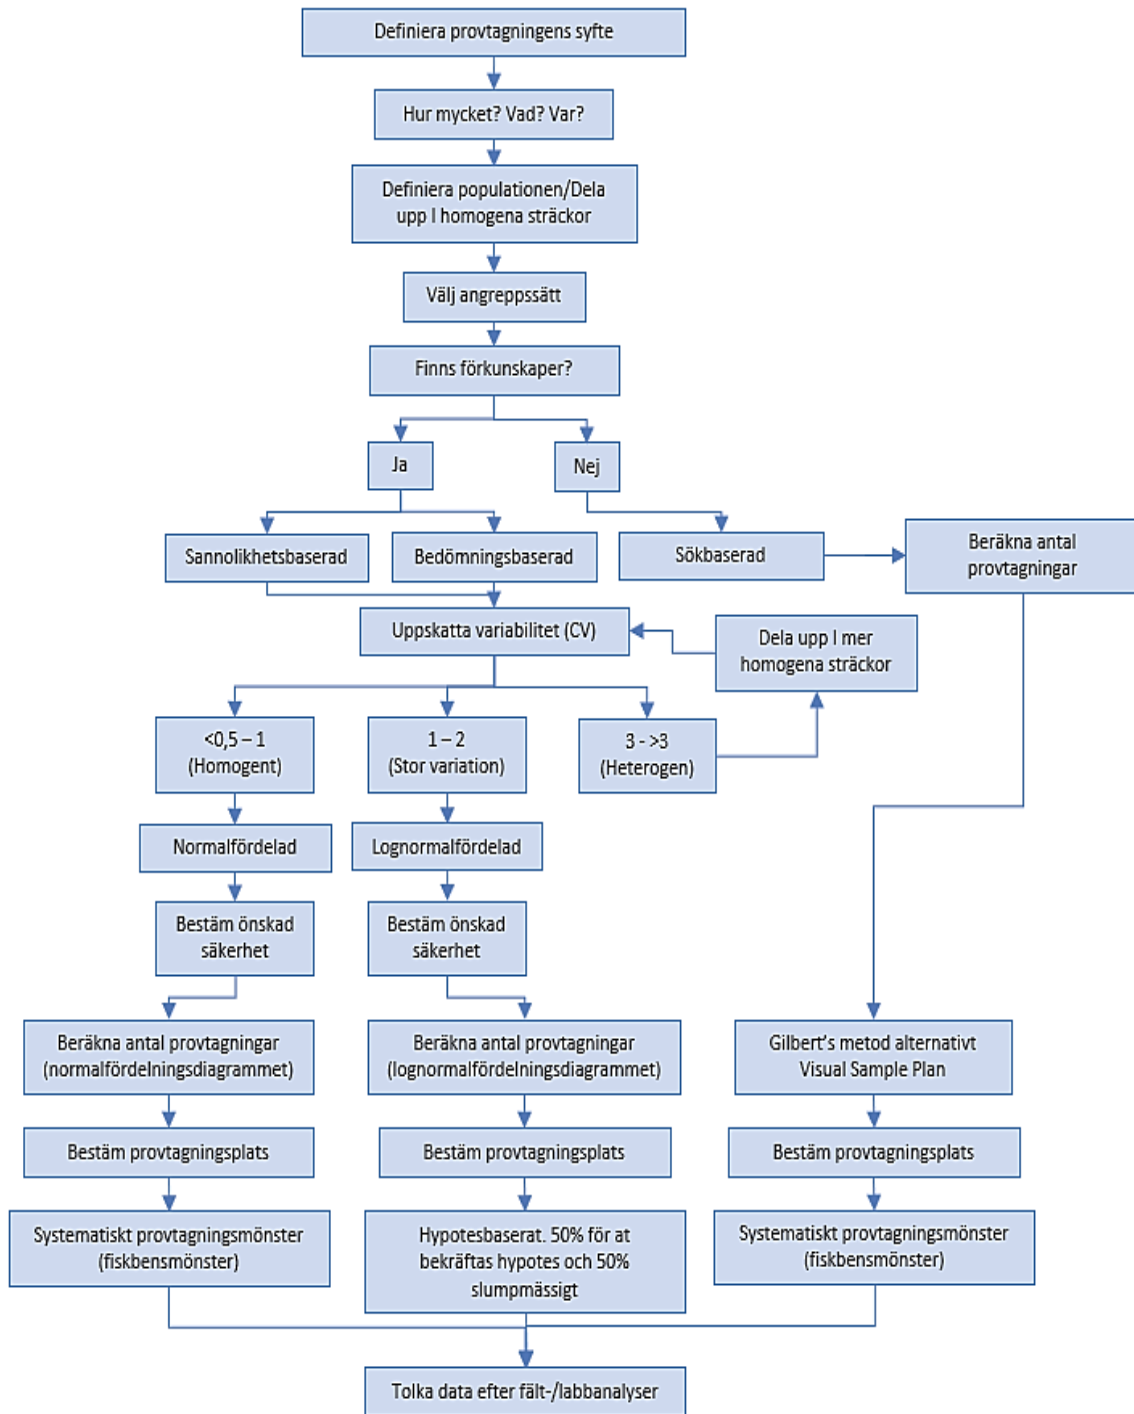 Definiera provtagningens syfte
Hur mycket? Vad? Var?
Definiera populationen/Dela
upp I homogena sträckor
Välj angreppssätt
Finns förkunskaper?
Ja
Nej
Sannolikhetsbaserad
Bedömningsbaserad
Sökbaserad
Beräkna antal
provtagningar
Uppskatta variabilitet (CV)
Dela upp I mer
homogena sträckor
<0,5 – 1
(Homogent)
1 – 2
(Stor variation)
3 - >3
(Heterogen)
Normalfördelad
Lognormalfördelad
Bestäm önskad
säkerhet
Bestäm önskad
säkerhet
Beräkna antal provtagningar
(normalfördelningsdiagrammet)
Beräkna antal provtagningar
(lognormalfördelningsdiagrammet)
Gilbert’s metod alternativt
Visual Sample Plan
Bestäm provtagningsplats
Bestäm provtagningsplats
Bestäm provtagningsplats
Systematiskt provtagningsmönster
(fiskbensmönster)
Hypotesbaserat. 50% för at
bekräftas hypotes och 50%
slumpmässigt
Systematiskt provtagningsmönster
(fiskbensmönster)
Tolka data efter fält-/labbanalyser